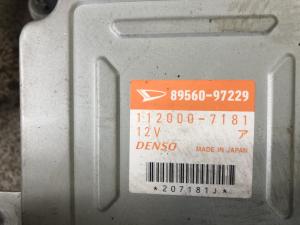 89560-97229
112000-7181
12V ア
DENSO MADE IN JAPAN
*207181J*